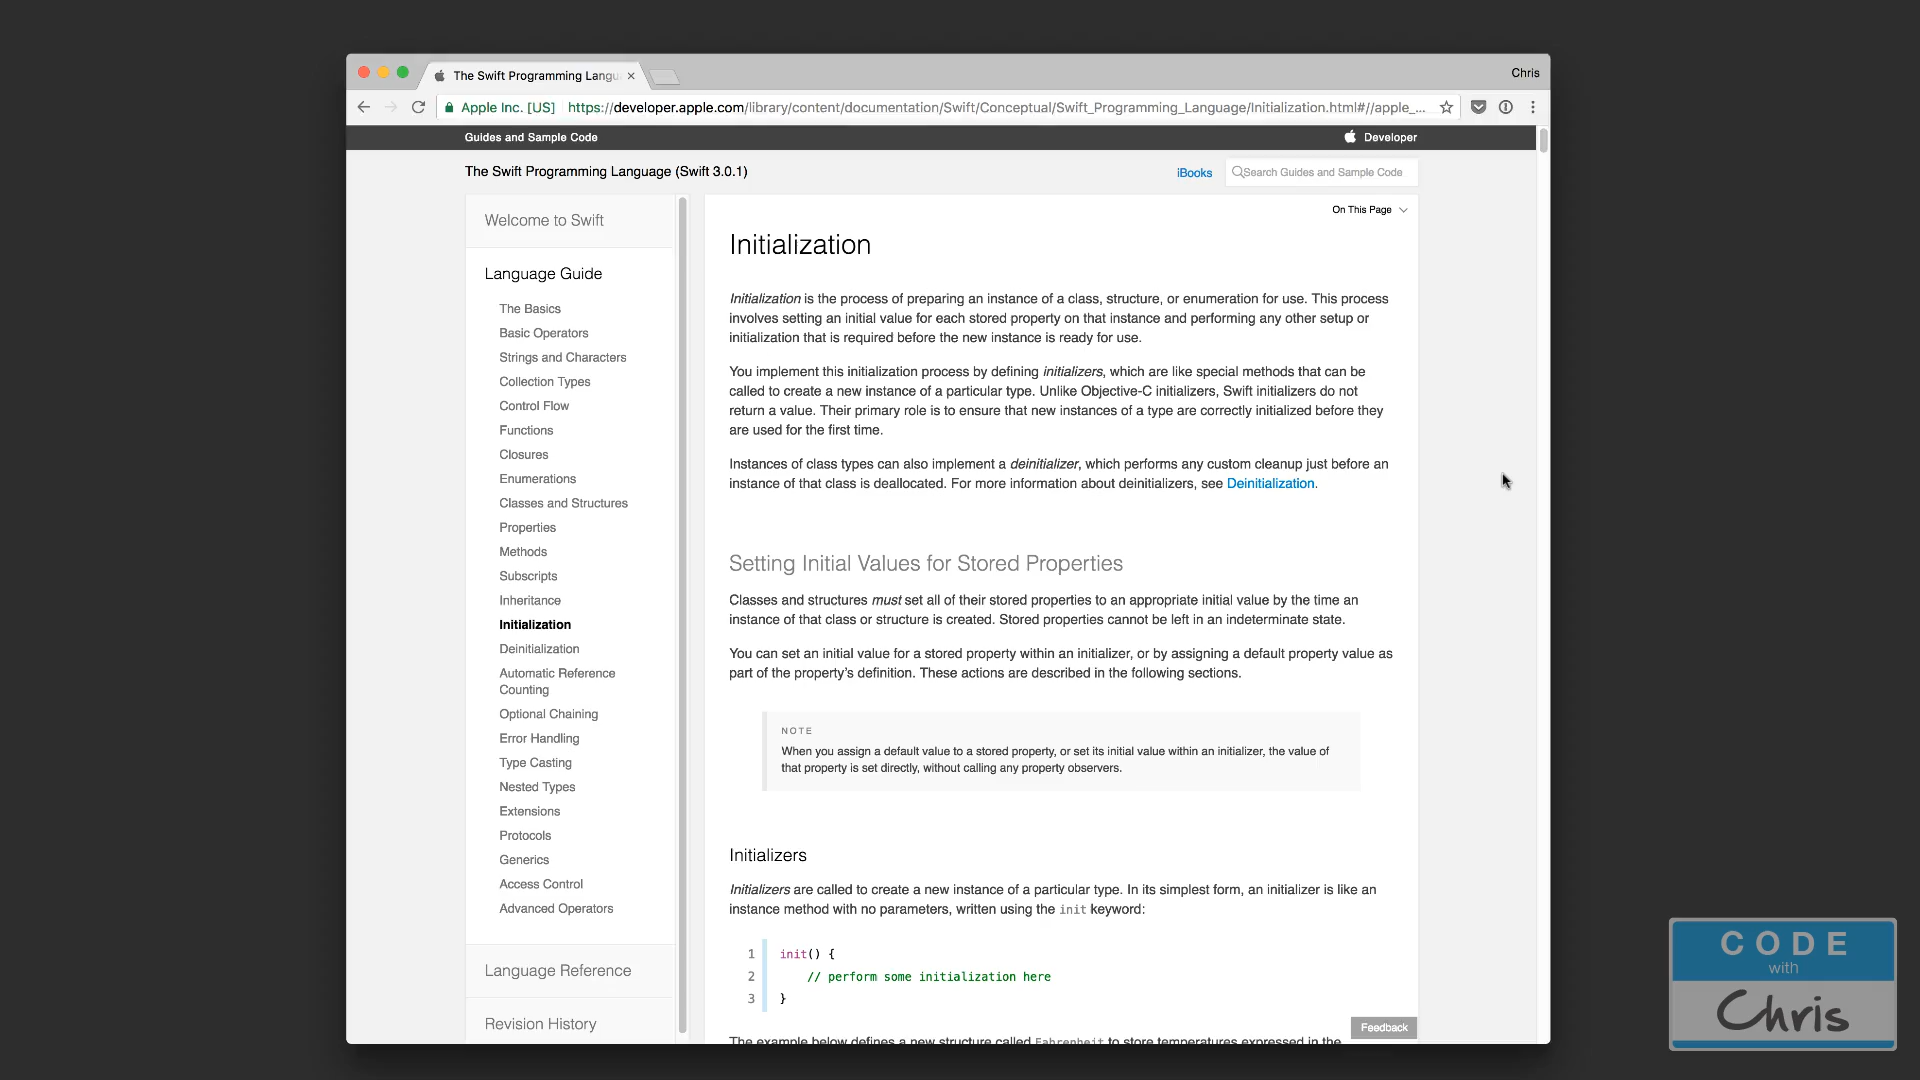 The Swift Programming Langu
Chris
Apple Inc. [US] https://developer.apple.com/library/content/documentation/Swift/Conceptual/Swift_Programming_Language/Initialization.html#//apple_...
Guides and Sample Code
Developer
The Swift Programming Language (Swift 3.0.1)
iBooks
Search Guides and Sample Code
Welcome to Swift
Language Guide
The Basics
Basic Operators
Strings and Characters
Collection Types
Control Flow
Functions
Closures
Enumerations
Classes and Structures
Properties
Methods
Subscripts
Inheritance
Initialization
Deinitialization
Automatic Reference
Counting
Optional Chaining
Error Handling
Type Casting
Nested Types
Extensions
Protocols
Generics
Access Control
Advanced Operators
Language Reference
Revision History
On This Page
Initialization
Initialization is the process of preparing an instance of a class, structure, or enumeration for use. This process
involves setting an initial value for each stored property on that instance and performing any other setup or
initialization that is required before the new instance is ready for use.
You implement this initialization process by defining initializers, which are like special methods that can be
called to create a new instance of a particular type. Unlike Objective-C initializers, Swift initializers do not
return a value. Their primary role is to ensure that new instances of a type are correctly initialized before they
are used for the first time.
Instances of class types can also implement a deinitializer, which performs any custom cleanup just before an
instance of that class is deallocated. For more information about deinitializers, see Deinitialization.
Setting Initial Values for Stored Properties
Classes and structures must set all of their stored properties to an appropriate initial value by the time an
instance of that class or structure is created. Stored properties cannot be left in an indeterminate state.
You can set an initial value for a stored property within an initializer, or by assigning a default property value as
part of the property’s definition. These actions are described in the following sections.
NOTE
When you assign a default value to a stored property, or set its initial value within an initializer, the value of
that property is set directly, without calling any property observers.
Initializers
Initializers are called to create a new instance of a particular type. In its simplest form, an initializer is like an
instance method with no parameters, written using the init keyword:
1 init() {
2 // perform some initialization here
3 }
The example below defines a new structure called Fahrenheit to store temperatures expressed in the
Feedback
CODE
with
Chris